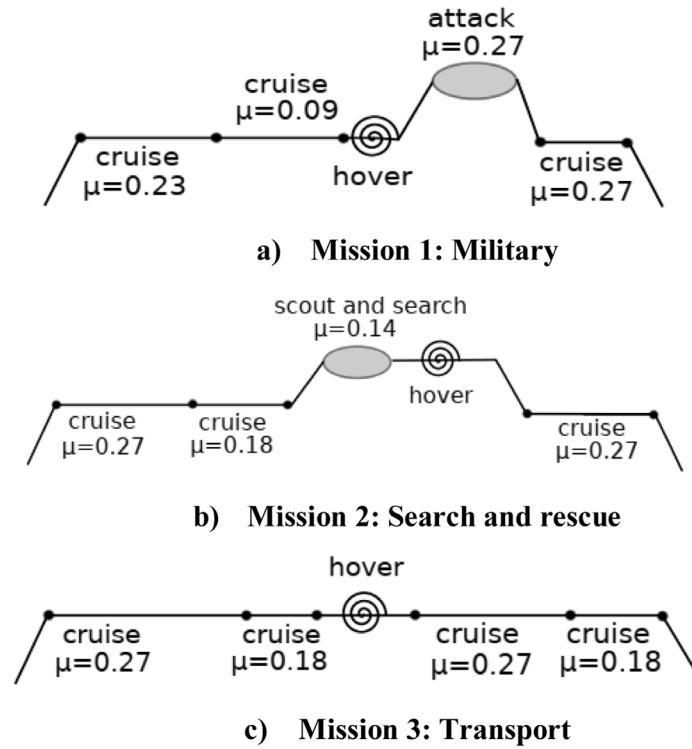 attack
μ=0.27
cruise
μ=0.09
cruise
μ=0.23
hover
cruise
μ=0.27
a) Mission 1: Military
scout and search
μ=0.14
hover
cruise
μ=0.27
cruise
μ=0.18
cruise
μ=0.27
b) Mission 2: Search and rescue
hover
cruise
μ=0.27
cruise
μ=0.18
cruise
μ=0.27
cruise
μ=0.18
c) Mission 3: Transport